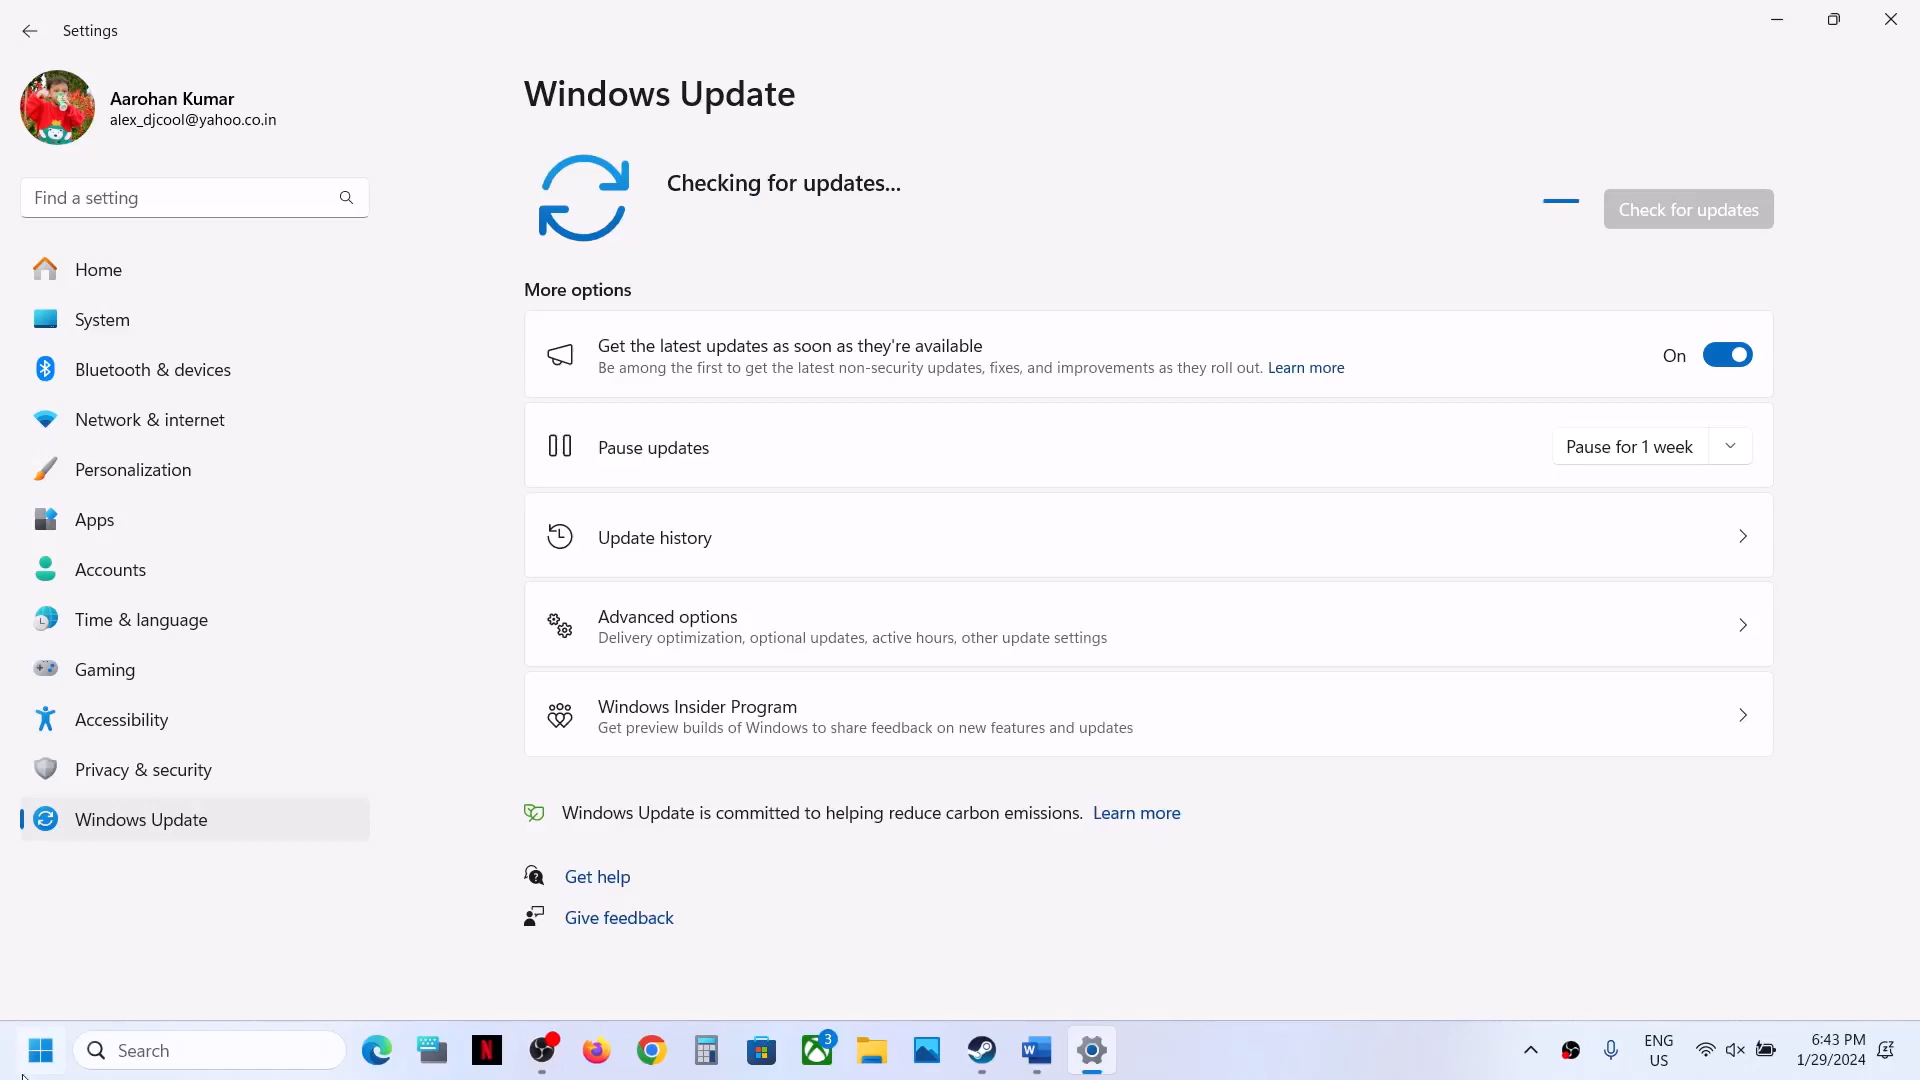 Settings
Aarohan Kumar
alex_djcool@yahoo.co.in
Find a setting
Home
System
Bluetooth & devices
Network & internet
Personalization
Apps
Accounts
Time & language
Gaming
Accessibility
Privacy & security
Windows Update
Windows Update
Checking for updates...
Check for updates
More options
Get the latest updates as soon as they're available
Be among the first to get the latest non-security updates, fixes, and improvements as they roll out. Learn more
On
Pause updates
Pause for 1 week
Update history
Advanced options
Delivery optimization, optional updates, active hours, other update settings
Windows Insider Program
Get preview builds of Windows to share feedback on new features and updates
Windows Update is committed to helping reduce carbon emissions. Learn more
Get help
Give feedback
Search
N
3
W
ENG
US
6:43 PM
1/29/2024